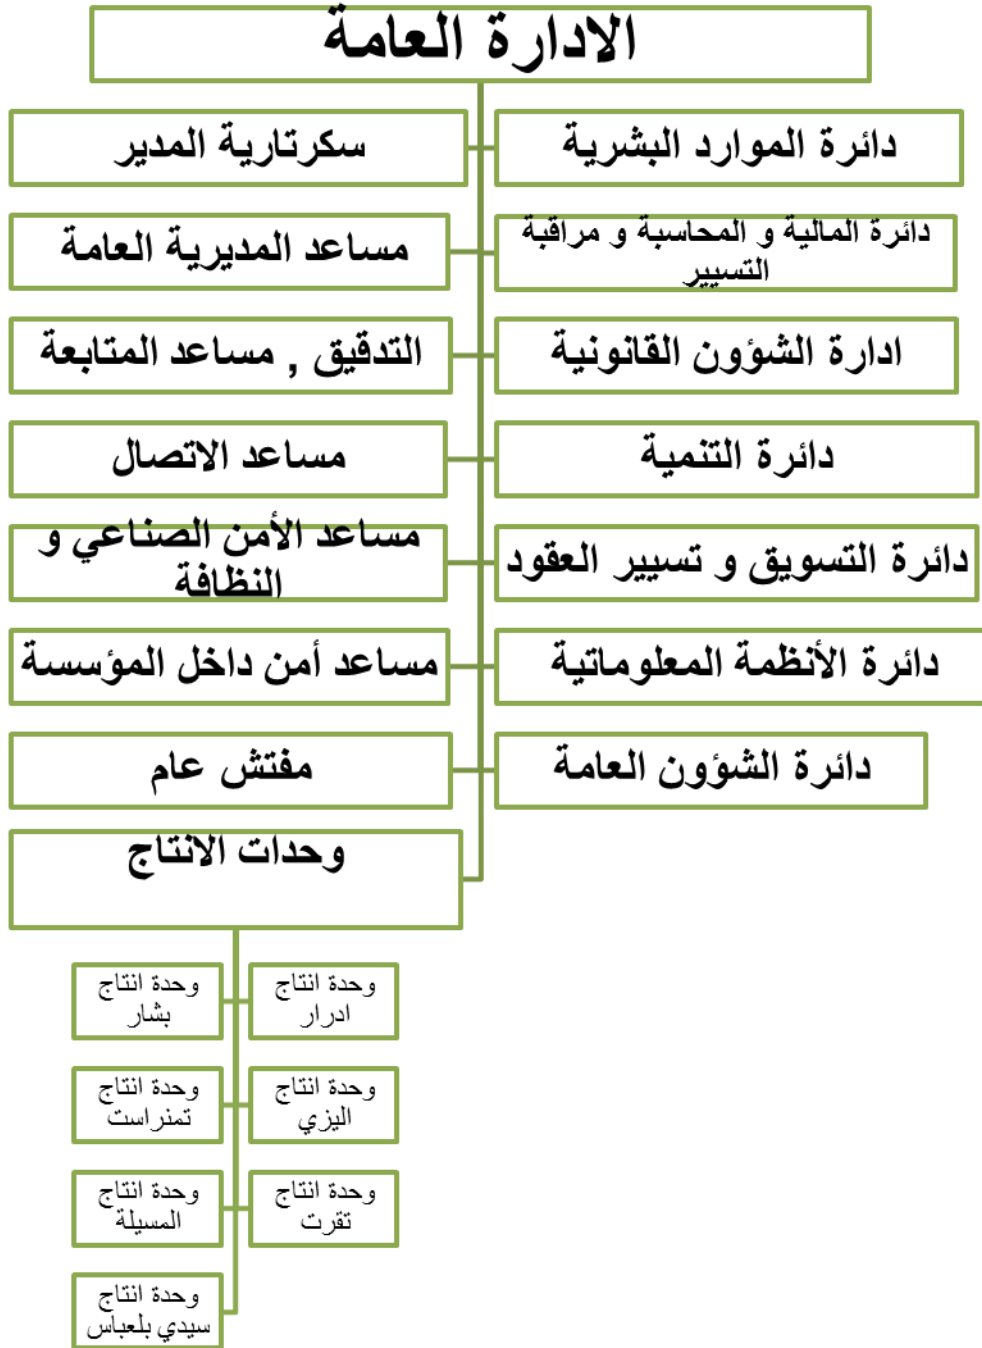 الادارة العامة
دائرة الموارد البشرية
سكرتارية المدير
دائرة المالية و المحاسبة و مراقبة
التسيير
مساعد المديرية العامة
ادارة الشؤون القانونية
التدقيق , مساعد المتابعة
دائرة التنمية
مساعد الاتصال
دائرة التسويق و تسيير العقود
مساعد الأمن الصناعي و
النظافة
دائرة الأنظمة المعلوماتية
مساعد أمن داخل المؤسسة
دائرة الشؤون العامة
مفتش عام
وحدات الانتاج
وحدة انتاج
ادرار
وحدة انتاج
بشار
وحدة انتاج
اليزي
وحدة انتاج
تمنراست
وحدة انتاج
تقرت
وحدة انتاج
المسيلة
وحدة انتاج
سيدي بلعباس